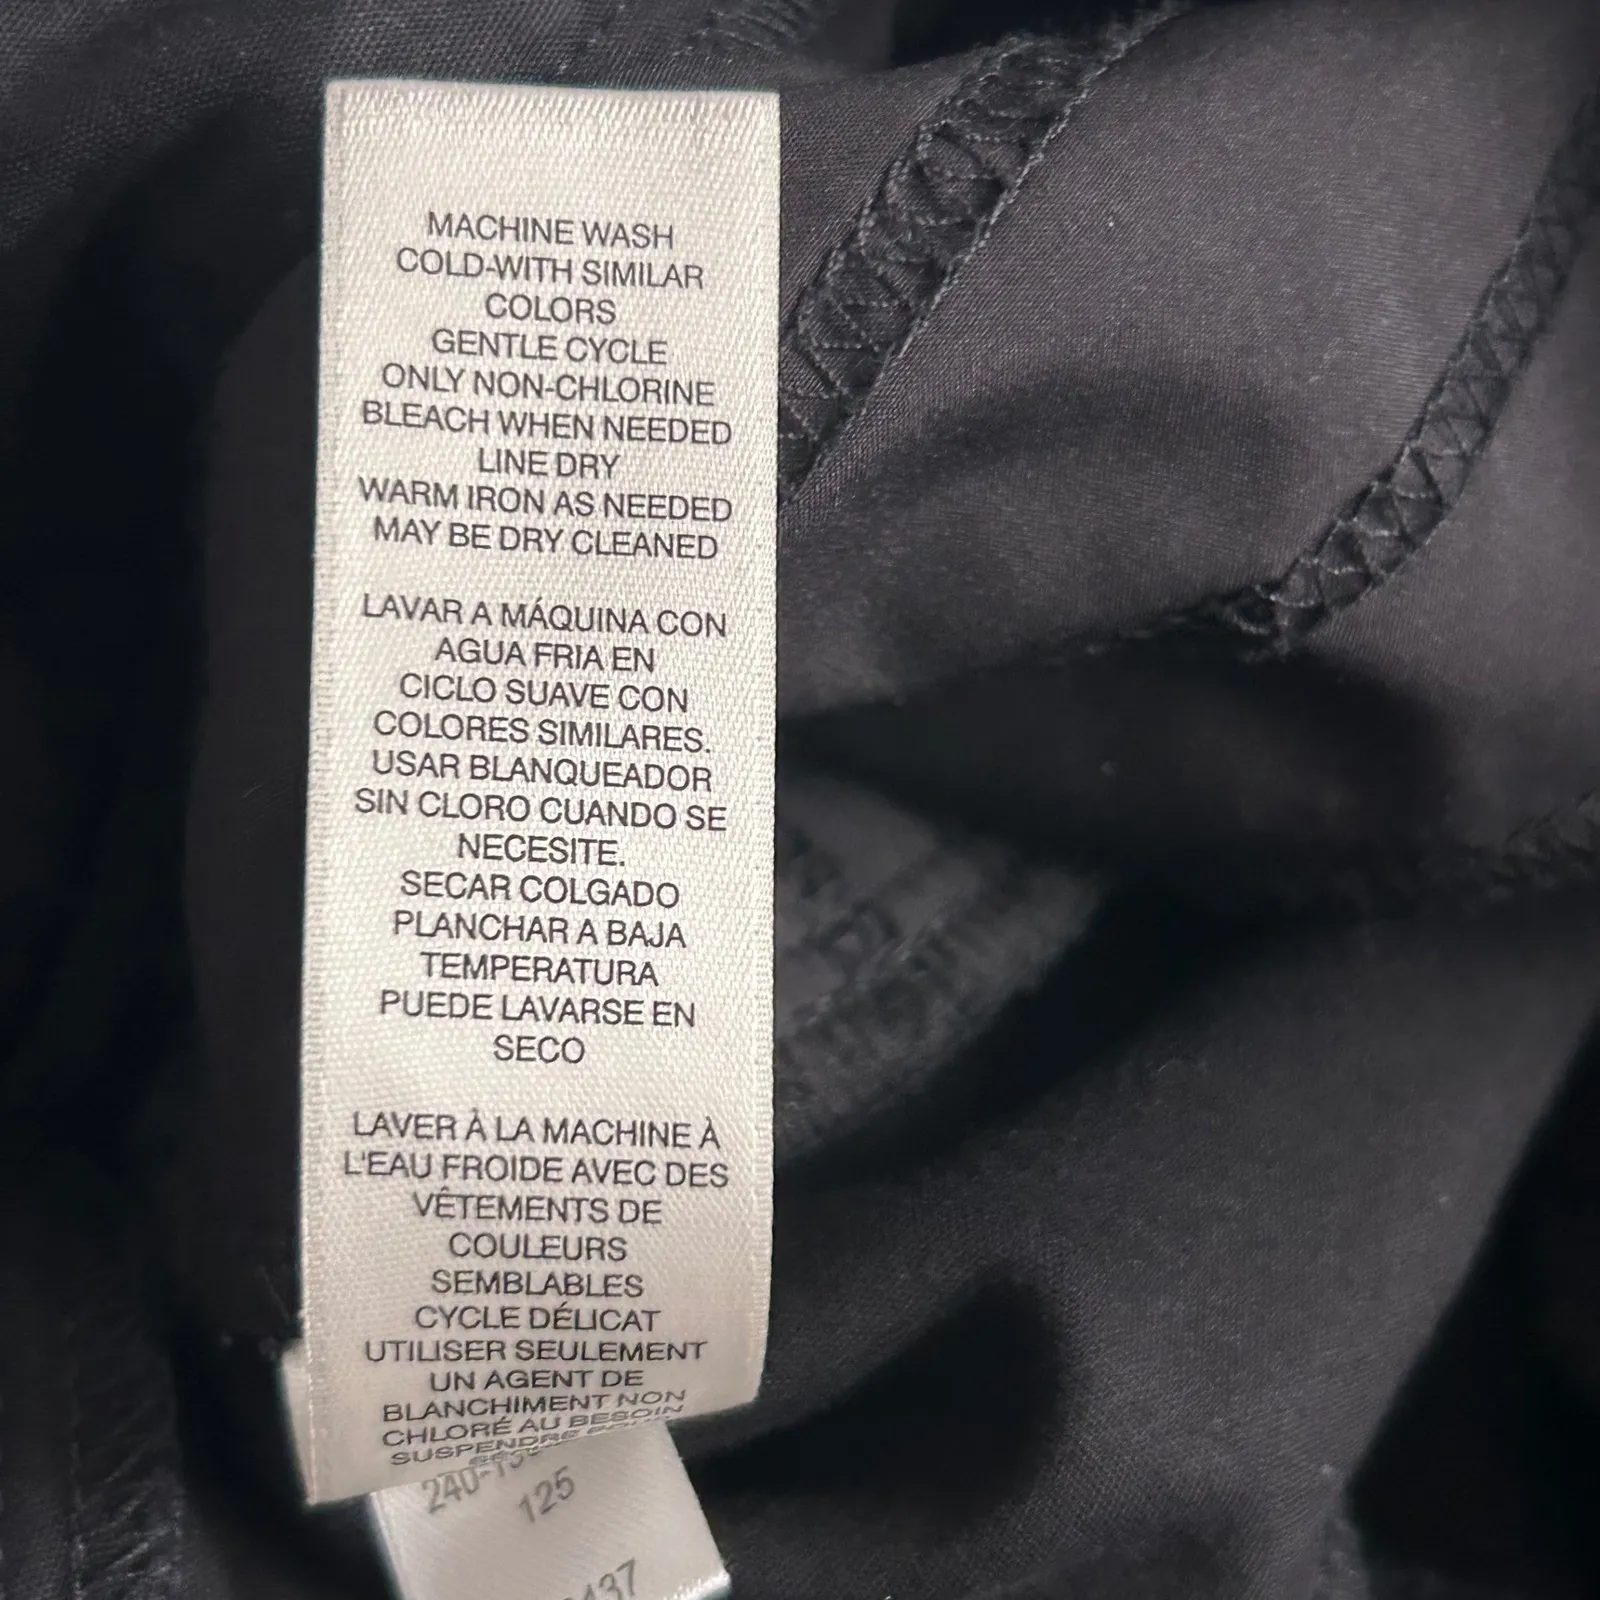 MACHINE WASH
COLD-WITH SIMILAR
COLORS
GENTLE CYCLE
ONLY NON-CHLORINE
BLEACH WHEN NEEDED
LINE DRY
WARM IRON AS NEEDED
MAY BE DRY CLEANED
LAVAR A MÁQUINA CON
AGUA FRIA EN
CICLO SUAVE CON
COLORES SIMILARES.
USAR BLANQUEADOR
SIN CLORO CUANDO SE
NECESITE.
SECAR COLGADO
PLANCHAR A BAJA
TEMPERATURA
PUEDE LAVARSE EN
SECO
LAVER À LA MACHINE À
L'EAU FROIDE AVEC DES
VÊTEMENTS DE
COULEURS
SEMBLABLES
CYCLE DÉLICAT
UTILISER SEULEMENT
UN AGENT DE
BLANCHIMENT NON
CHLORÉ AU BESOIN
SUSPENDRE
125